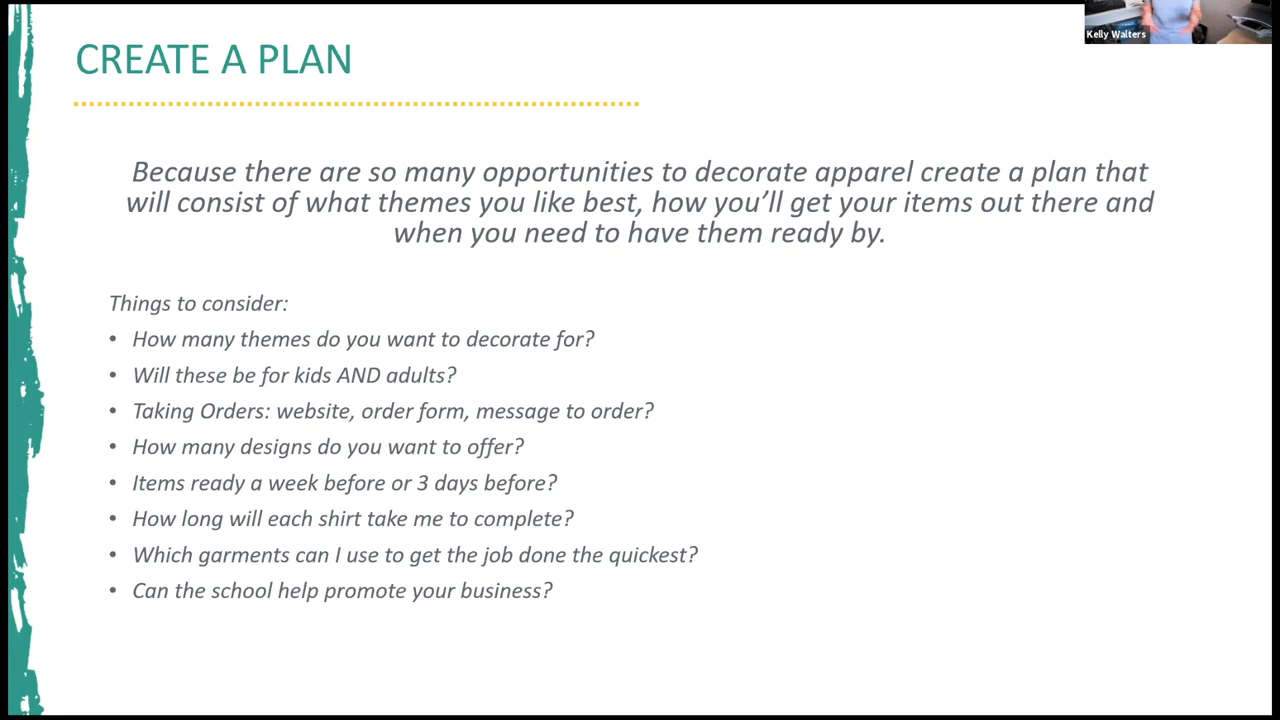 CREATE A PLAN
Kelly Walters
Because there are so many opportunities to decorate apparel create a plan that
will consist of what themes you like best, how you’ll get your items out there and
when you need to have them ready by.
Things to consider:
• How many themes do you want to decorate for?
• Will these be for kids AND adults?
• Taking Orders: website, order form, message to order?
• How many designs do you want to offer?
• Items ready a week before or 3 days before?
• How long will each shirt take me to complete?
• Which garments can I use to get the job done the quickest?
• Can the school help promote your business?